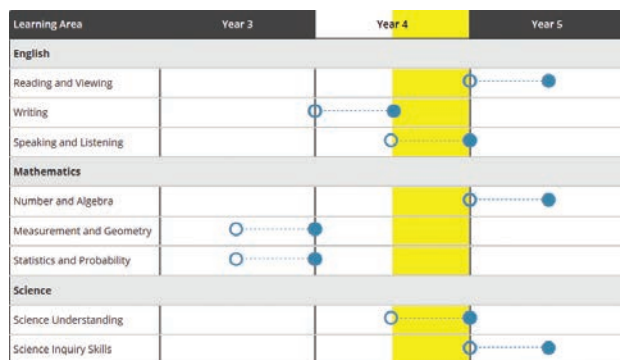 Learning Area Year 3 Year 4 Year 5
English
Reading and Viewing
Writing
Speaking and Listening
Mathematics
Number and Algebra
Measurement and Geometry
Statistics and Probability
Science
Science Understanding
Science Inquiry Skills